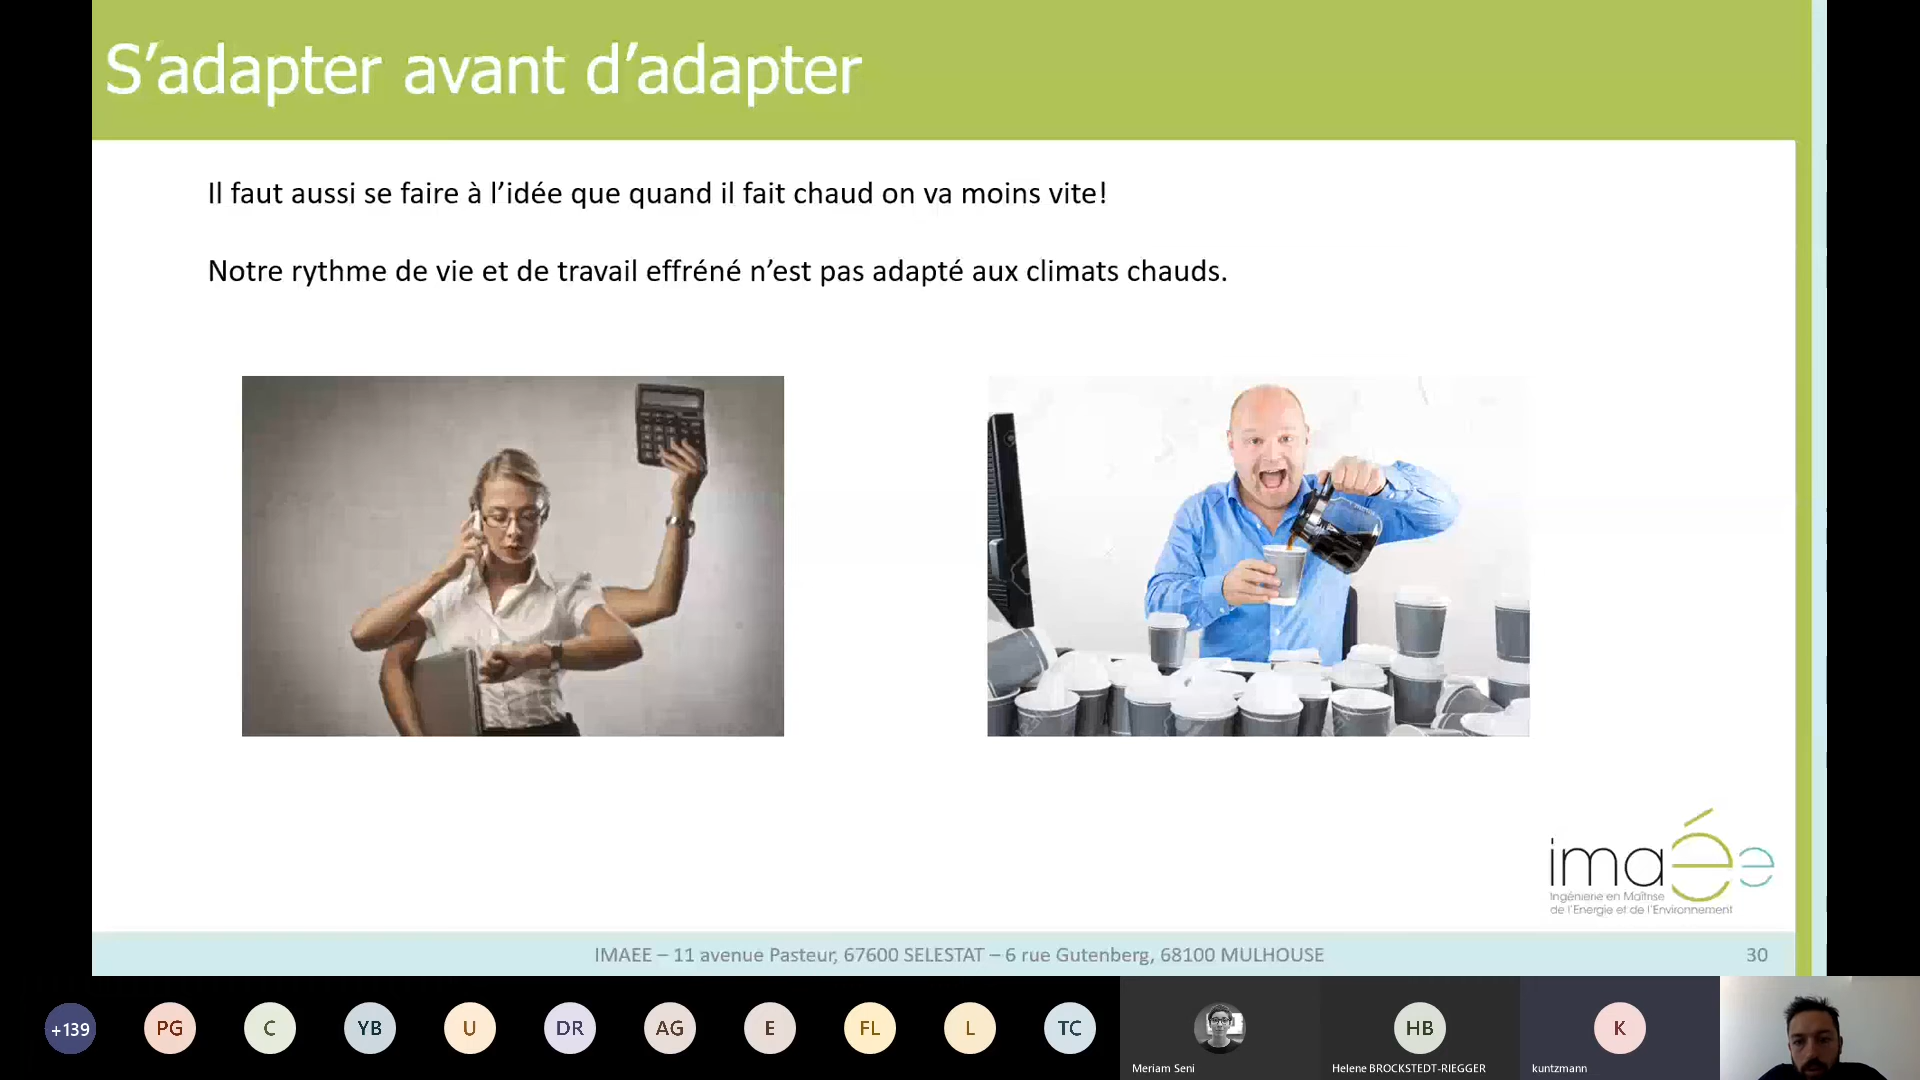 S’adapter avant d’adapter
Il faut aussi se faire à l’idée que quand il fait chaud on va moins vite!
Notre rythme de vie et de travail effréné n’est pas adapté aux climats chauds.
imaÉe
Ingénierie en Maîtrise
de l’Energie et de l’Environnement
IMAEE – 11 avenue Pasteur, 67600 SELESTAT – 6 rue Gutenberg, 68100 MULHOUSE
30
+139
PG
C
YB
U
DR
AG
E
FL
L
TC
Meriam Seni
HB
Helene BROCKSTEDT-RIEGGER
K
kuntzmann